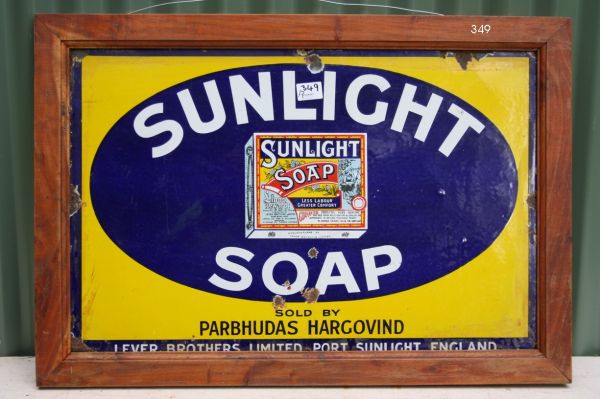 349
349
SUNLIGHT
SUNLIGHT
SOAP
LESS LABOUR
GREATER COMFORT
SOAP
SOLD BY
PARBHUDAS HARGOVIND
LEVER BROTHERS LIMITED, PORT SUNLIGHT, ENGLAND